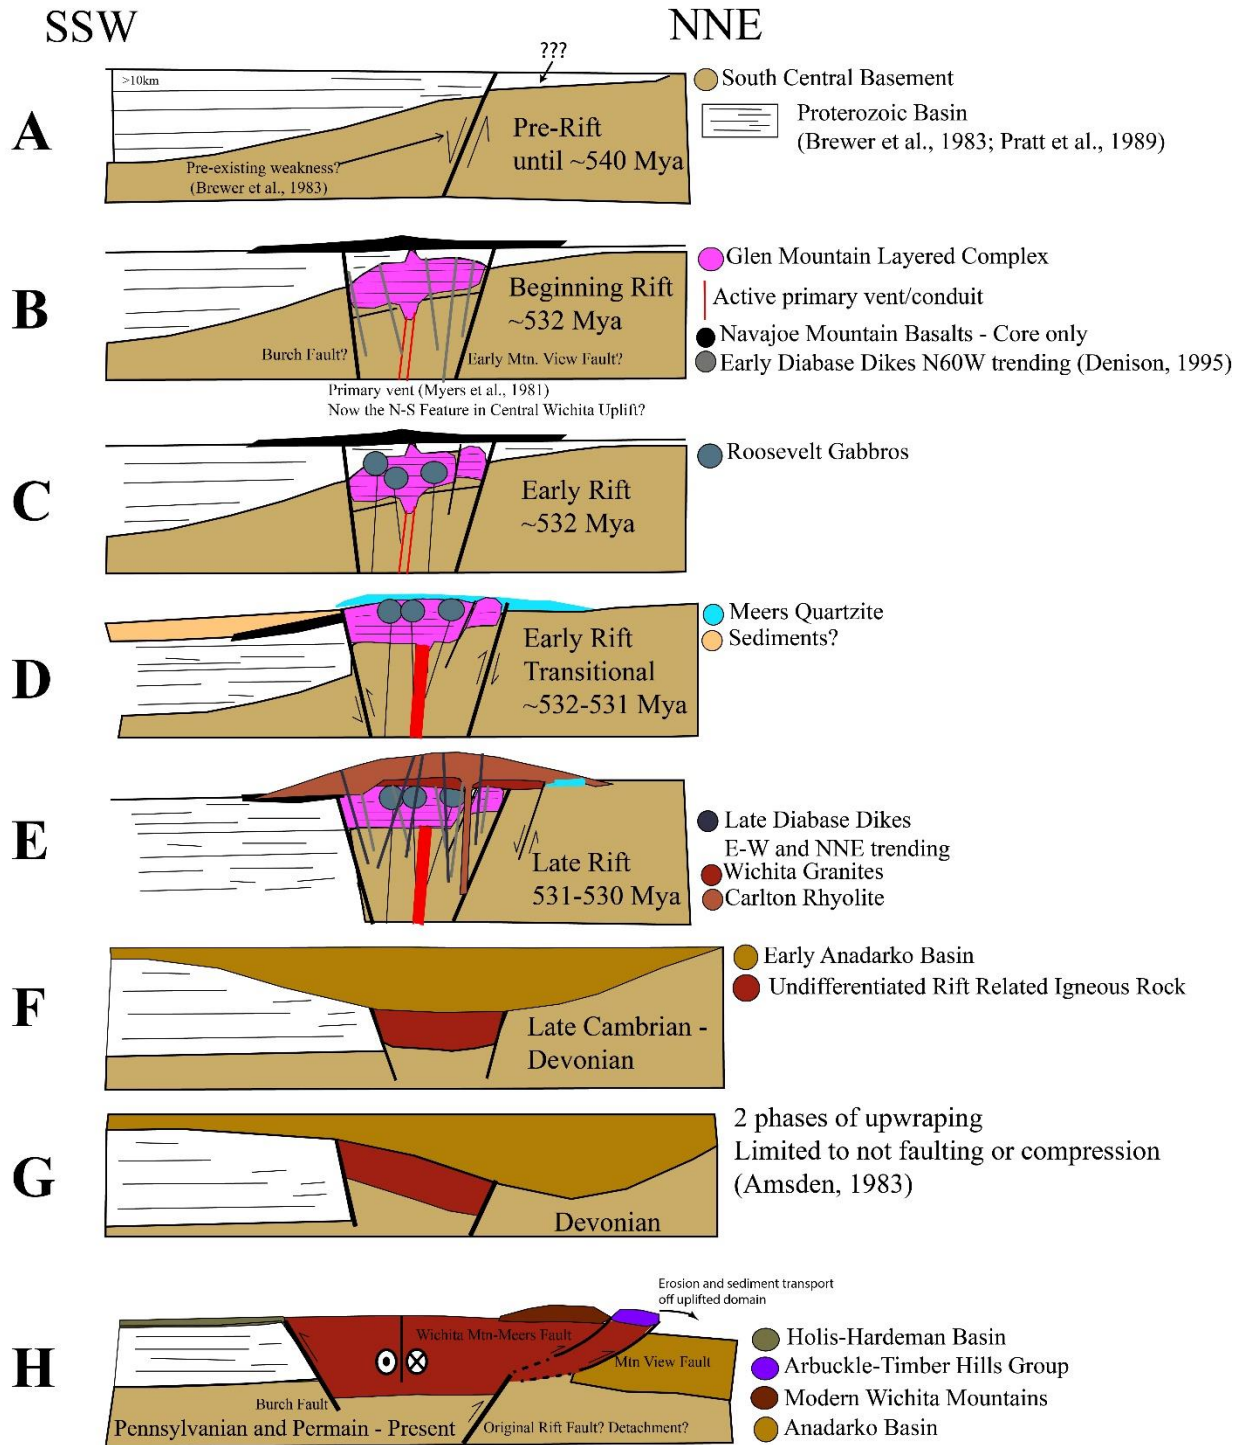 SSW
NNE
???
>10km
A
Pre-existing weakness?
(Brewer et al., 1983)
Pre-Rift
until ~540 Mya
South Central Basement
Proterozoic Basin
(Brewer et al., 1983; Pratt et al., 1989)
B
Burch Fault?
Beginning Rift
~532 Mya
Early Mtn. View Fault?
Primary vent (Myers et al., 1981)
Now the N-S Feature in Central Wichita Uplift?
Glen Mountain Layered Complex
Active primary vent/conduit
Navajoe Mountain Basalts - Core only
Early Diabase Dikes N60W trending (Denison, 1995)
C
Early Rift
~532 Mya
Roosevelt Gabbros
D
Early Rift
Transitional
~532-531 Mya
Meers Quartzite
Sediments?
E
Late Rift
531-530 Mya
Late Diabase Dikes
E-W and NNE trending
Wichita Granites
Carlton Rhyolite
F
Late Cambrian -
Devonian
Early Anadarko Basin
Undifferentiated Rift Related Igneous Rock
G
Devonian
2 phases of upwraping
Limited to not faulting or compression
(Amsden, 1983)
H
Erosion and sediment transport
off uplifted domain
Wichita Mtn-Meers Fault
Mtn View Fault
Burch Fault
Pennsylvanian and Permain - Present
Original Rift Fault? Detachment?
Holis-Hardeman Basin
Arbuckle-Timber Hills Group
Modern Wichita Mountains
Anadarko Basin